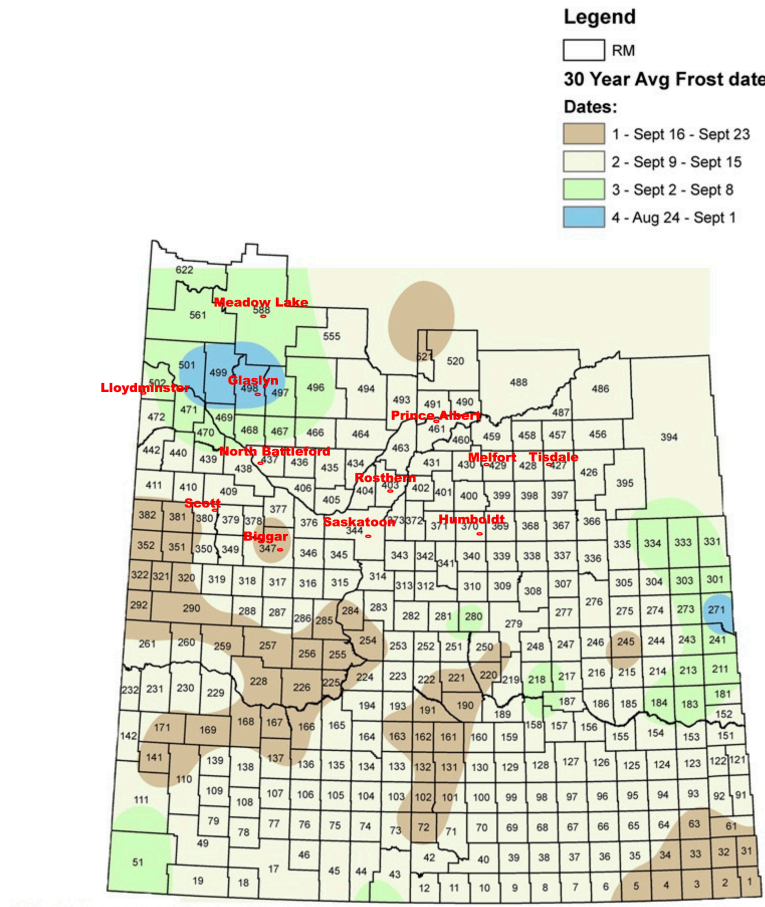 Legend
RM
30 Year Avg Frost date
Dates:
1 - Sept 16 - Sept 23
2 - Sept 9 - Sept 15
3 - Sept 2 - Sept 8
4 - Aug 24 - Sept 1
622
Meadow Lake
588
561
555
521 520
501 499 Glaslyn 488 486
502 498 497 496 494
Lloydminster
493 491 490
472 471 469 Prince Albert 487
470 468 467 466 464 461 459 458 457 456 394
463 460
442 440 439 North Battleford
438 437 436 435 434 431 430 Melfort 429 428 Tisdale 427 426
Rosthern
411 410 409 406 405 404 403 402 401 400 399 398 397 395
Scott 377
382 381 380 379 378 376 Saskatoon 344 372 371 Humboldt 370 369 368 367 366
Biggar
352 351 350 349 347 346 345 343 342 341 340 339 338 337 336 335 334 333 331
322 321 320 319 318 317 316 315 314 313 312 310 309 308 307 305 304 303 301
292 290 288 287 286 285 284 283 282 281 280 279 277 276 275 274 273 271
261 260 259 257 256 255 254 253 252 251 250 248 247 246 245 244 243 241
232 231 230 229 228 226 225 224 223 222 221 220 219 218 217 216 215 214 213 211
194 193 191 190 189 187 186 185 184 183 181
142 171 169 168 167 166 165 164 163 162 161 160 159 158 157 156 155 154 153 152 151
141 139 138 137 136 135 134 133 132 131 130 129 128 127 126 125 124 123 122 121
111 110 109 108 107 106 105 104 103 102 101 100 99 98 97 96 95 94 93 92 91
79 78 77 76 75 74 73 72 71 70 69 68 67 66 65 64 63 61
51 49 46 45 44 43 42 40 39 38 37 36 35 34 33 32 31
19 18 17 12 11 10 9 8 7 6 5 4 3 2 1